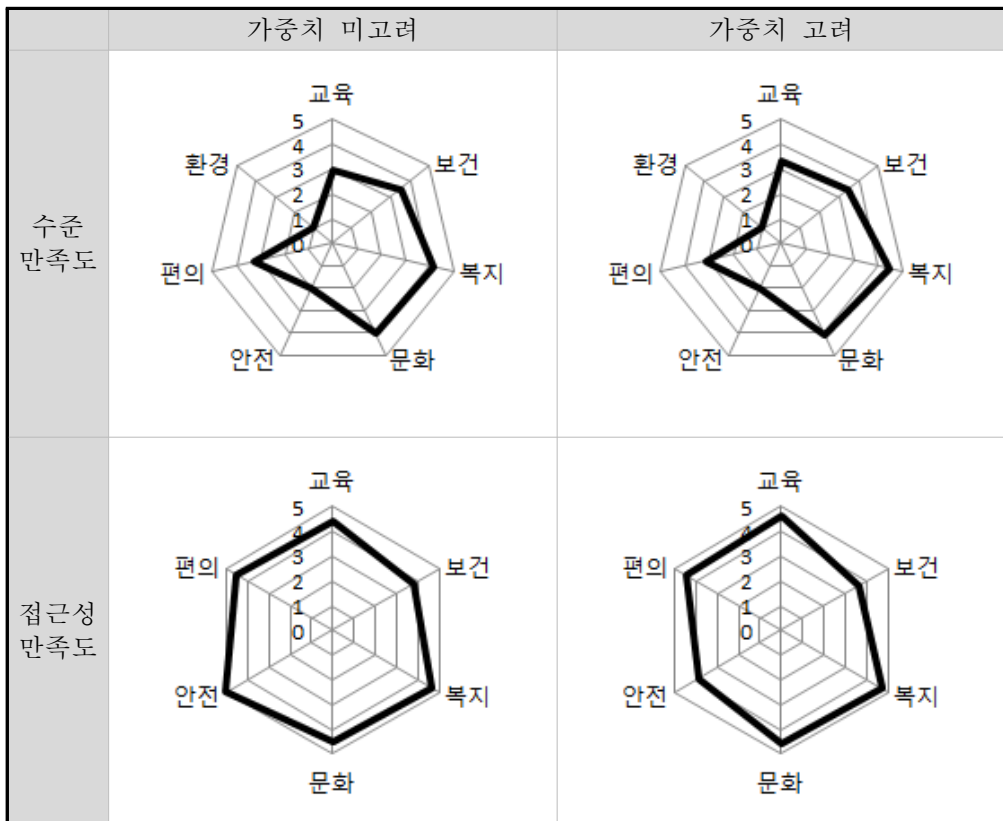 가중치 미고려
가중치 고려
수준
만족도
교육
보건
복지
문화
안전
편의
환경
5
4
3
2
1
0
교육
보건
복지
문화
안전
편의
환경
5
4
3
2
1
0
접근성
만족도
교육
보건
복지
문화
안전
편의
5
4
3
2
1
0
교육
보건
복지
문화
안전
편의
5
4
3
2
1
0